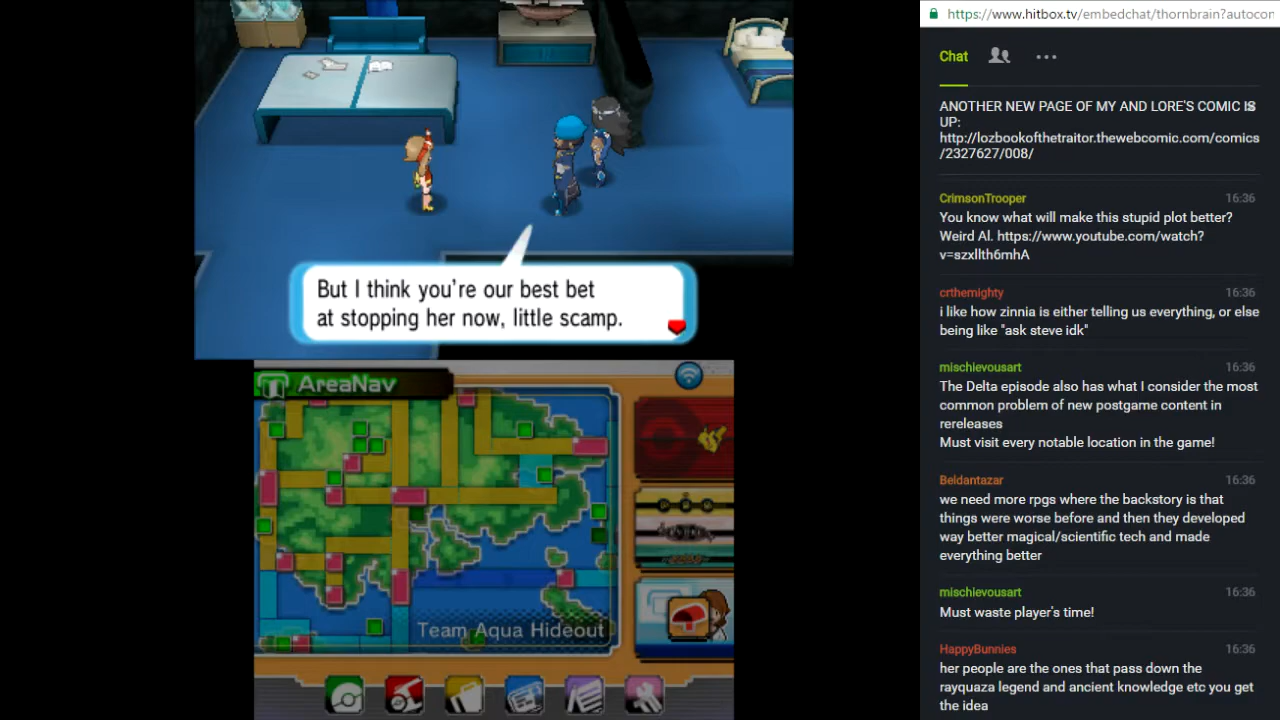 But I think you're our best bet
at stopping her now, little scamp.
AreaNav
Team Aqua Hideout
https://www.hitbox.tv/embedchat/thornbrain?autocon
Chat
ANOTHER NEW PAGE OF MY AND LORE'S COMIC IS
UP:
http://lozbookofthetraitor.thewebcomic.com/comics
/2327627/008/
CrimsonTrooper 16:36
You know what will make this stupid plot better?
Weird Al. https://www.youtube.com/watch?
v=szxllth6mhA
crthemighty 16:36
i like how zinnia is either telling us everything, or else
being like "ask steve idk"
mischievousart 16:36
The Delta episode also has what I consider the most
common problem of new postgame content in
rereleases
Must visit every notable location in the game!
Beldantazar 16:36
we need more rpgs where the backstory is that
things were worse before and then they developed
way better magical/scientific tech and made
everything better
mischievousart 16:36
Must waste player's time!
HappyBunnies 16:36
her people are the ones that pass down the
rayquaza legend and ancient knowledge etc you get
the idea